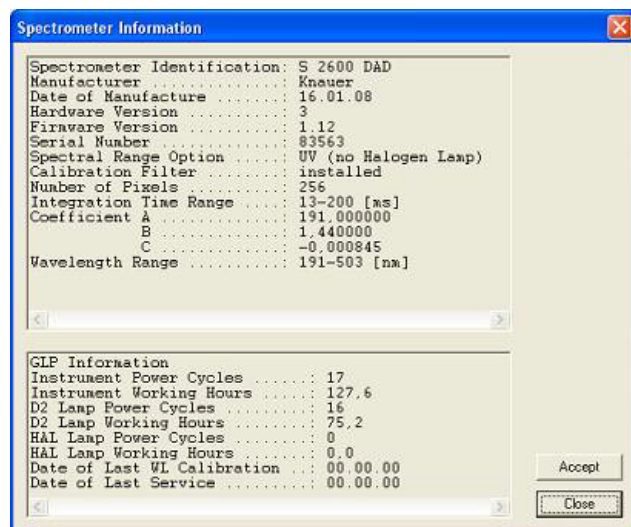 Spectrometer Information
Spectrometer Identification: S 2600 DAD
Manufacturer ..............: Knauer
Date of Manufacture .......: 16.01.08
Hardware Version ..........: 3
Firmware Version ..........: 1.12
Serial Number .............: 83563
Spectral Range Option .....: UV (no Halogen Lamp)
Calibration Filter ........: installed
Number of Pixels ..........: 256
Integration Time Range ....: 13-200 [ms]
Coefficient A .............: 191,000000
B .............: 1,440000
C .............: -0,000845
Wavelength Range ..........: 191-503 [nm]
GLP Information
Instrument Power Cycles ......: 17
Instrument Working Hours .....: 127,6
D2 Lamp Power Cycles .........: 16
D2 Lamp Working Hours ........: 75,2
HAL Lamp Power Cycles ........: 0
HAL Lamp Working Hours .......: 0,0
Date of Last WL Calibration ..: 00.00.00
Date of Last Service .........: 00.00.00
Accept
Close